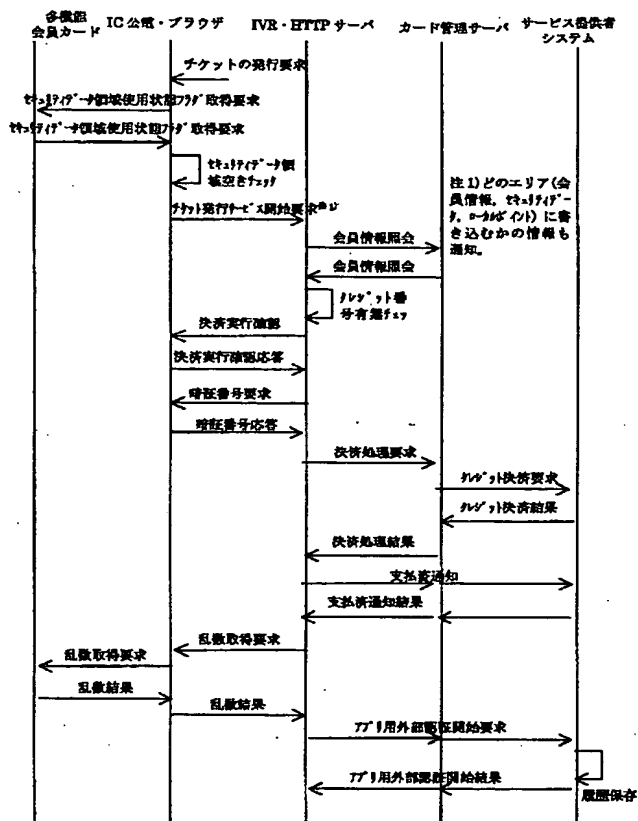 多機能
会員カード
IC公電・ブラウザ
IVR・HTTPサーバ
カード管理サーバ
サービス提供者
システム
チケットの発行要求
セキュリティデータ領域使用状態フラグ取得要求
セキュリティデータ領域使用状態フラグ取得要求
セキュリティデータ領
域空きチェック
チケット発行サービス開始要求注1)
注1)どのエリア(会
員情報、セキュリティデー
タ、ローカルポイント)に書
き込むかの情報も
通知。
会員情報照会
会員情報照会
クレジット番
号有無チェッ
決済実行確認
決済実行確認応答
暗証番号要求
暗証番号応答
決済処理要求
クレジット決済要求
クレジット決済結果
決済処理結果
支払済通知
支払済通知結果
乱数取得要求
乱数取得要求
乱数結果
乱数結果
アプリ用外部認証開始要求
アプリ用外部認証開始結果
履歴保存